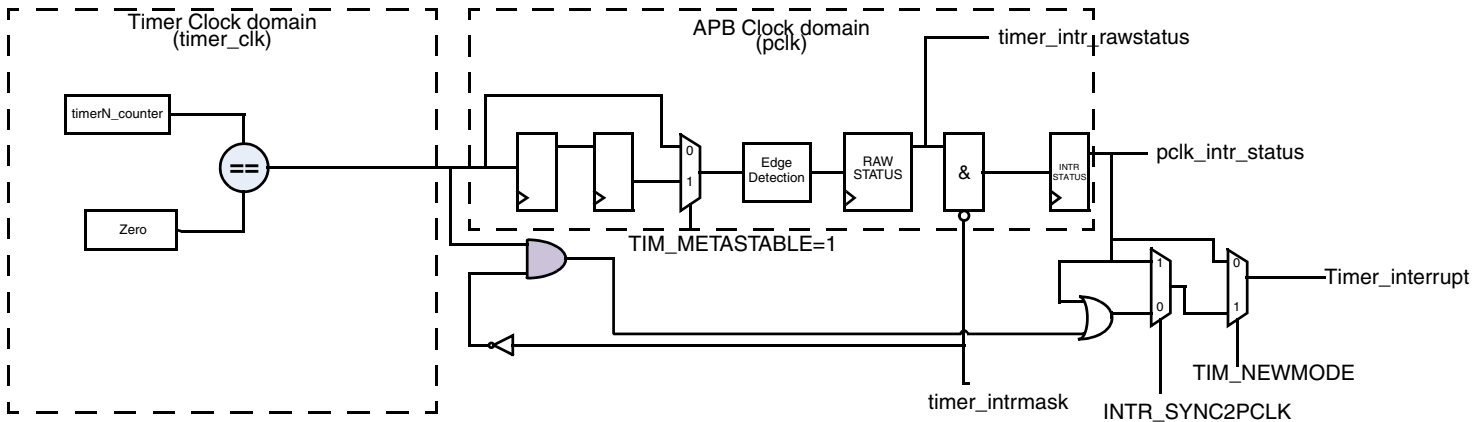 Timer Clock domain
(timer_clk)
APB Clock domain
(pclk)
timer_intr_rawstatus
timerN_counter
==
Zero
0
1
Edge
Detection
RAW
STATUS
&
INTR
STATUS
pclk_intr_status
TIM_METASTABLE=1
1
0
0
1
Timer_interrupt
timer_intrmask
INTR_SYNC2PCLK
TIM_NEWMODE